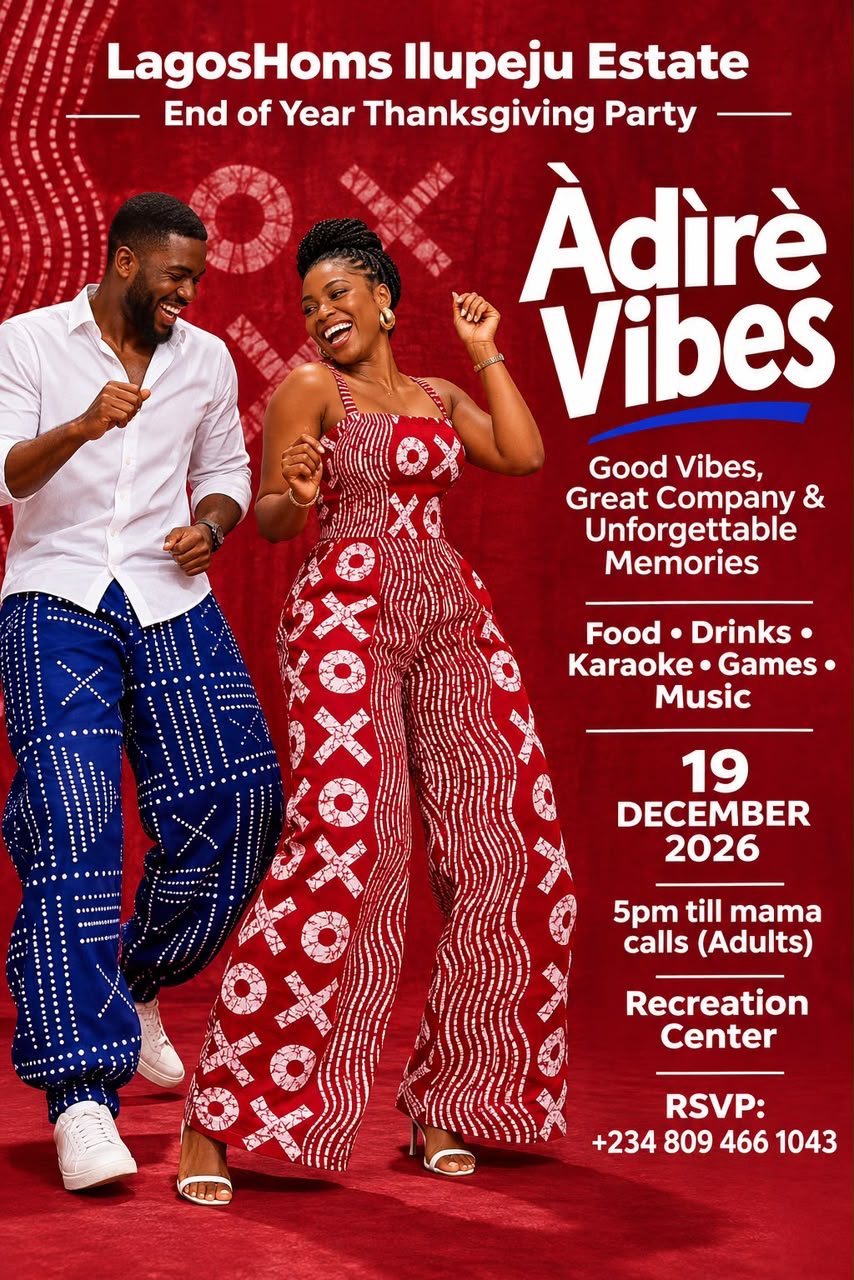 LagosHoms Ilupeju Estate
End of Year Thanksgiving Party
Àdìrè
Vibes
Good Vibes,
Great Company &
Unforgettable
Memories
Food • Drinks •
Karaoke • Games •
Music
19
DECEMBER
2026
5pm till mama
calls (Adults)
Recreation
Center
RSVP:
+234 809 466 1043